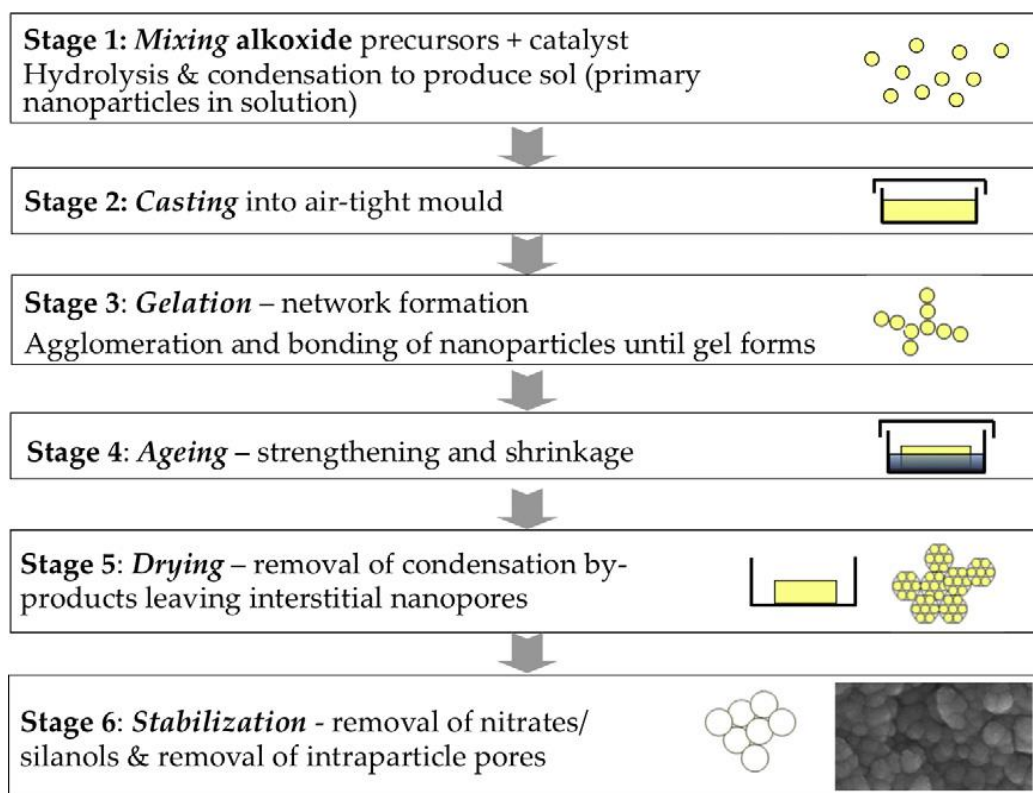 Stage 1: Mixing alkoxide precursors + catalyst
Hydrolysis & condensation to produce sol (primary
nanoparticles in solution)
Stage 2: Casting into air-tight mould
Stage 3: Gelation – network formation
Agglomeration and bonding of nanoparticles until gel forms
Stage 4: Ageing – strengthening and shrinkage
Stage 5: Drying – removal of condensation by-
products leaving interstitial nanopores
Stage 6: Stabilization - removal of nitrates/
silanols & removal of intraparticle pores